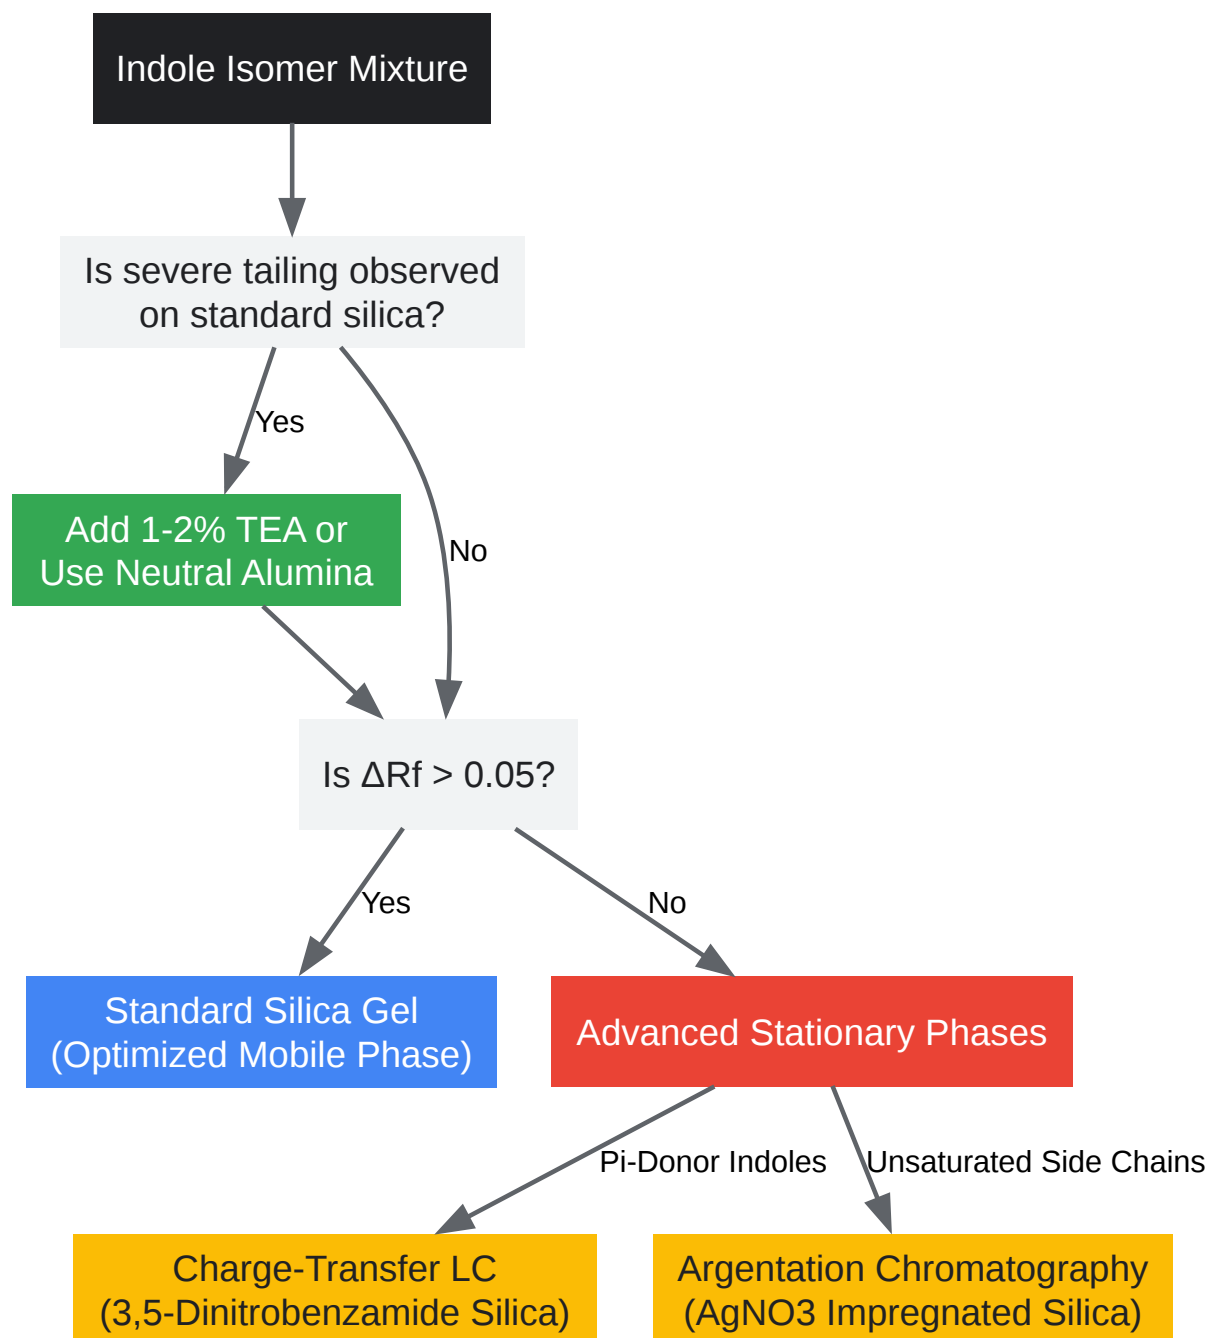 Indole Isomer Mixture
Is severe tailing observed
on standard silica?
Yes
Add 1-2% TEA or
Use Neutral Alumina
No
Is ΔRf > 0.05?
Yes
No
Standard Silica Gel
(Optimized Mobile Phase)
Advanced Stationary Phases
Pi-Donor Indoles
Unsaturated Side Chains
Charge-Transfer LC
(3,5-Dinitrobenzamide Silica)
Argentation Chromatography
(AgNO3 Impregnated Silica)